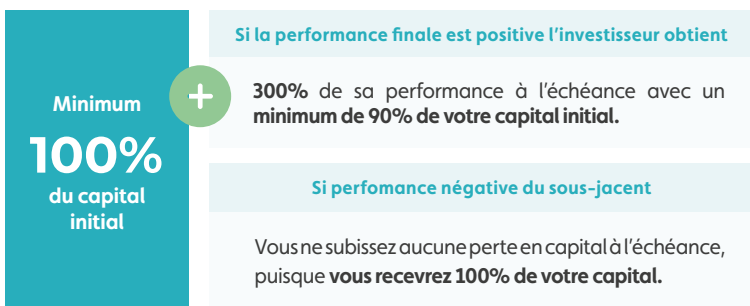 Minimum
100%
du capital
initial
+
Si la performance finale est positive l'investisseur obtient
300% de sa performance à l'échéance avec un
minimum de 90% de votre capital initial.
Si perfomance négative du sous-jacent
Vous ne subissez aucune perte en capital à l'échéance,
puisque vous recevrez 100% de votre capital.